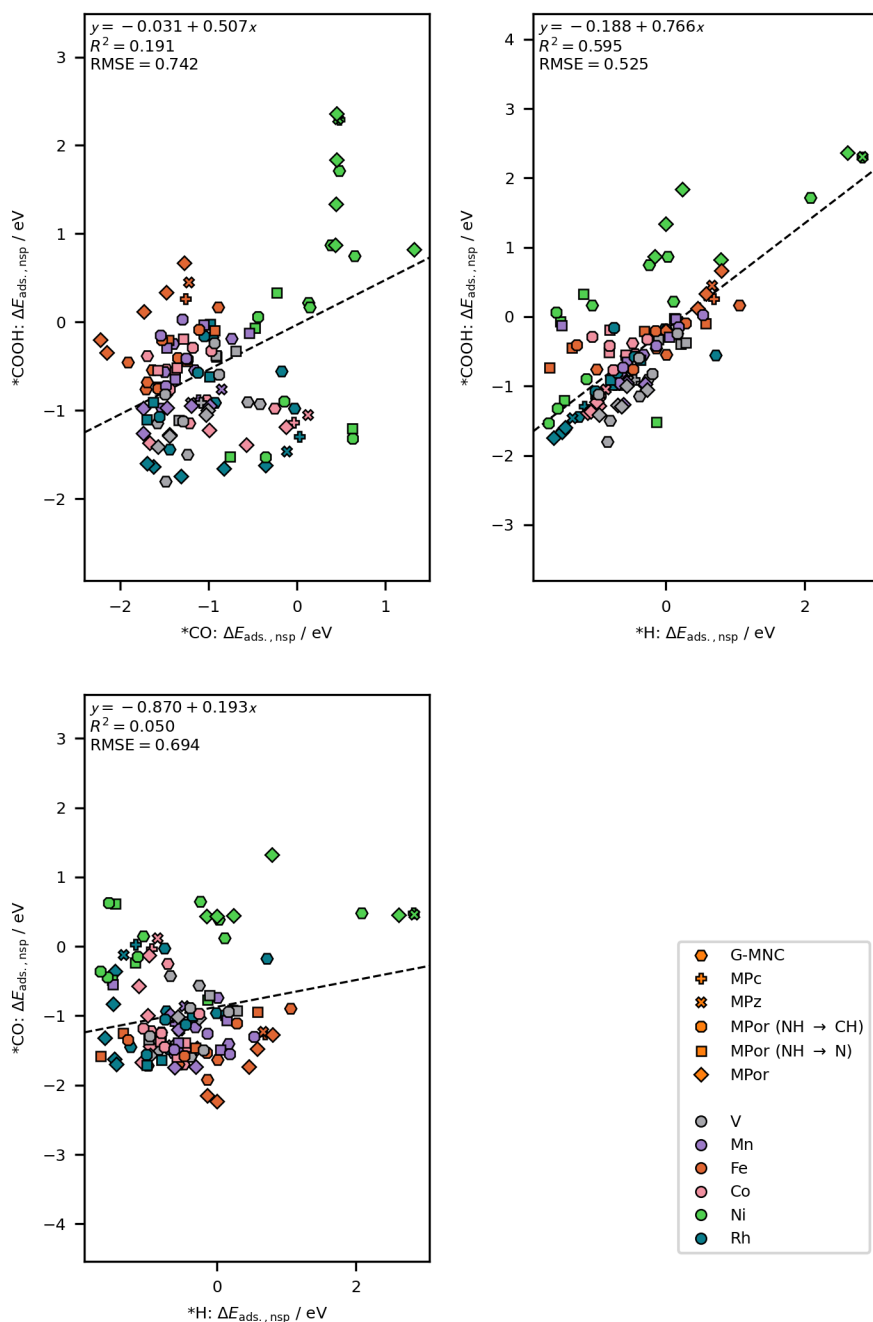 y = −0.031 + 0.507x
R² = 0.191
RMSE = 0.742
3
2
1
0
−1
−2
*COOH: ΔE_ads.,nsp / eV
−2 −1 0 1
*CO: ΔE_ads.,nsp / eV
y = −0.188 + 0.766x
R² = 0.595
RMSE = 0.525
4
3
2
1
0
−1
−2
−3
*COOH: ΔE_ads.,nsp / eV
0 2
*H: ΔE_ads.,nsp / eV
y = −0.870 + 0.193x
R² = 0.050
RMSE = 0.694
3
2
1
0
−1
−2
−3
−4
*CO: ΔE_ads.,nsp / eV
0 2
*H: ΔE_ads.,nsp / eV
G-MNC
MPc
MPz
MPor (NH → CH)
MPor (NH → N)
MPor
V
Mn
Fe
Co
Ni
Rh